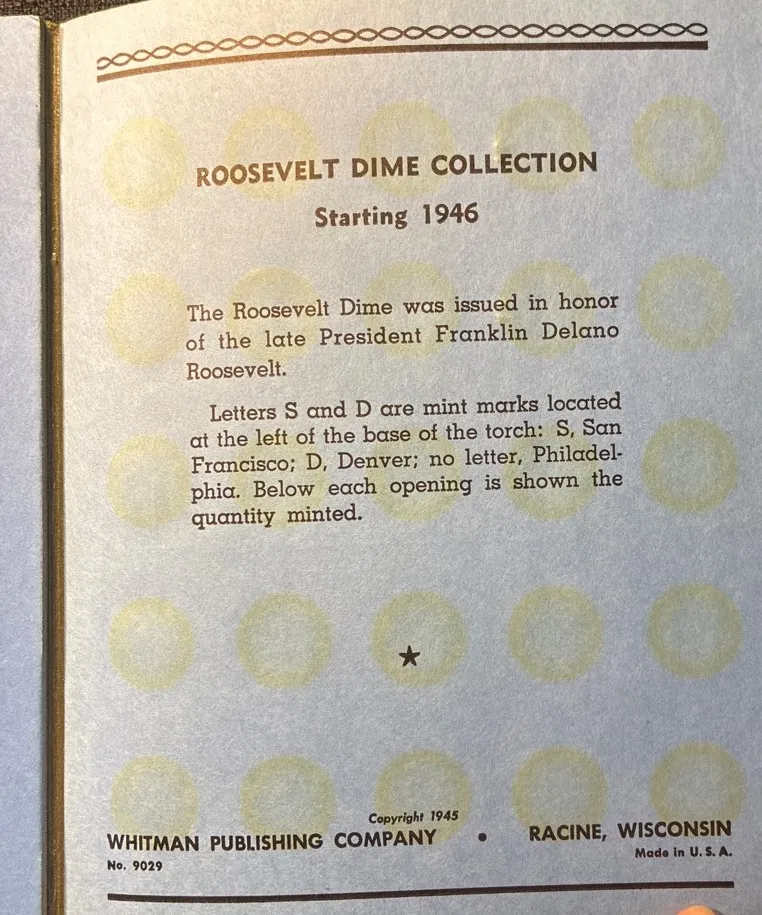 ROOSEVELT DIME COLLECTION
Starting 1946
The Roosevelt Dime was issued in honor
of the late President Franklin Delano
Roosevelt.
Letters S and D are mint marks located
at the left of the base of the torch: S, San
Francisco; D, Denver; no letter, Philadel-
phia. Below each opening is shown the
quantity minted.
Copyright 1945
WHITMAN PUBLISHING COMPANY • RACINE, WISCONSIN
No. 9029 Made in U. S. A.